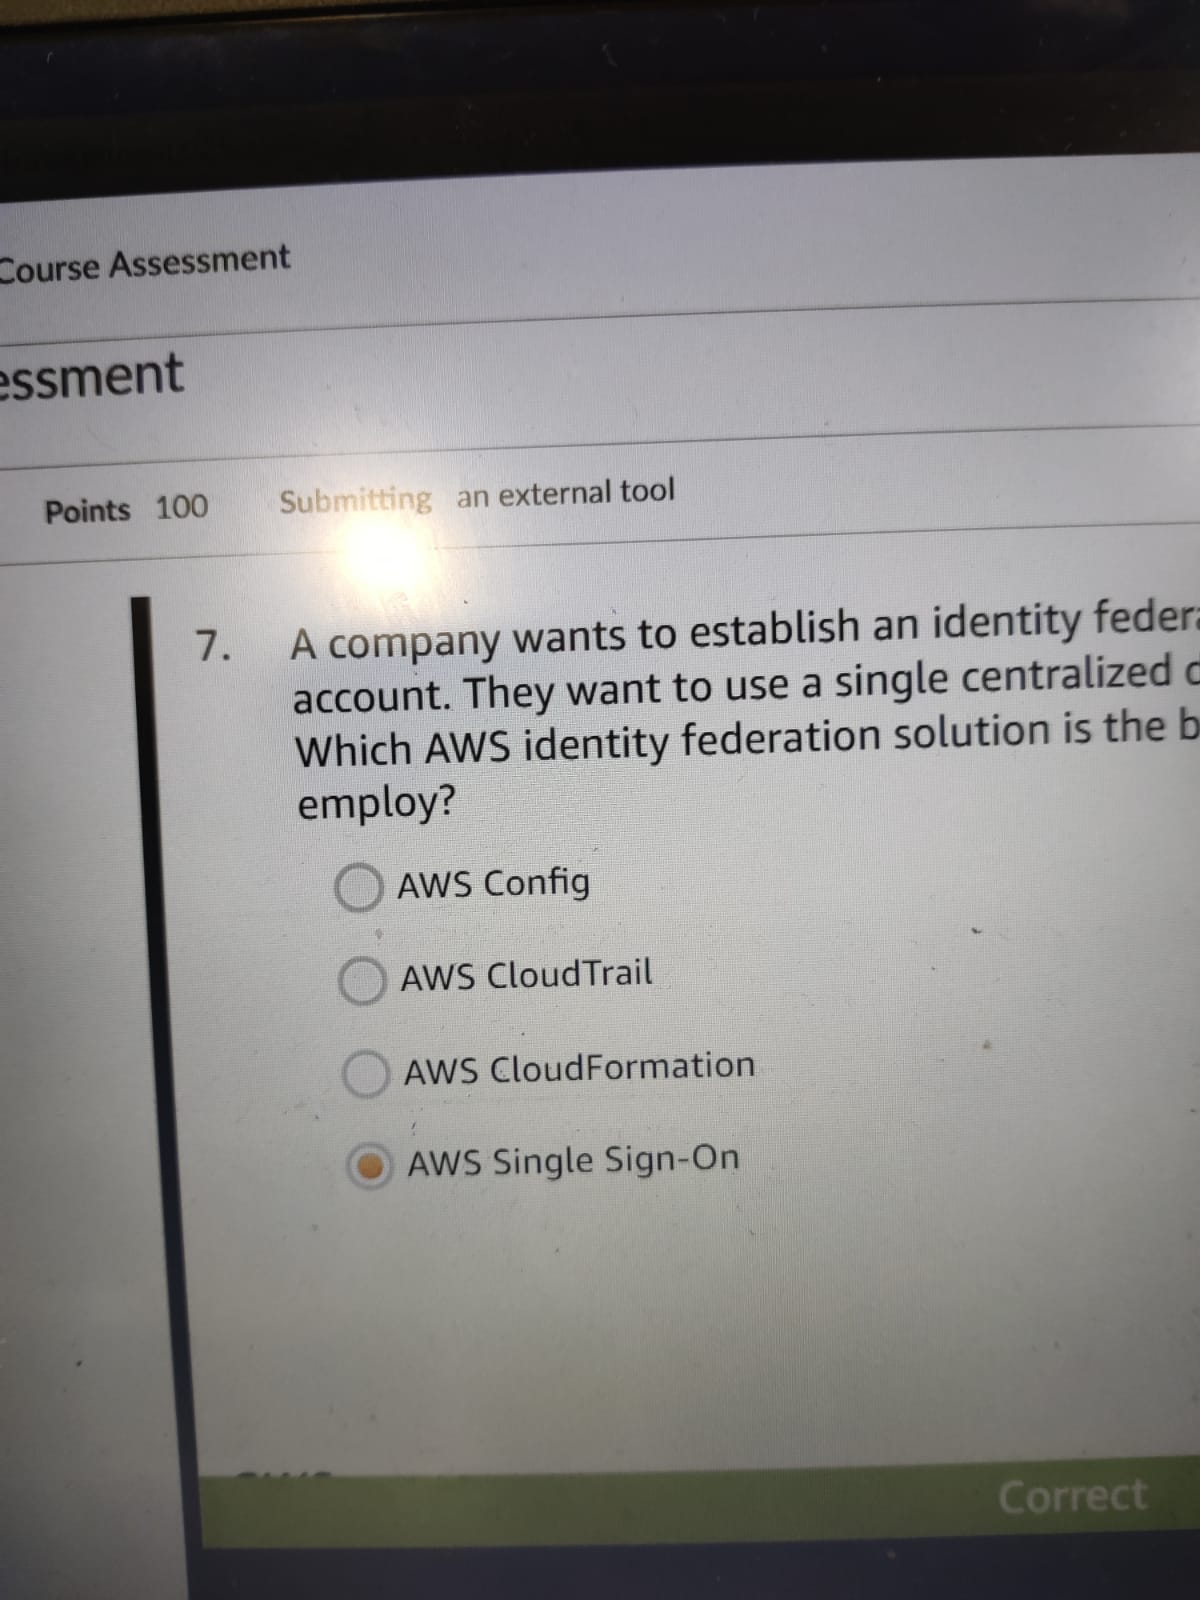 Course Assessment
essment
Points 100 Submitting an external tool
7. A company wants to establish an identity feder
account. They want to use a single centralized
Which AWS identity federation solution is the b
employ?
AWS Config
AWS CloudTrail
AWS CloudFormation
AWS Single Sign-On
Correct